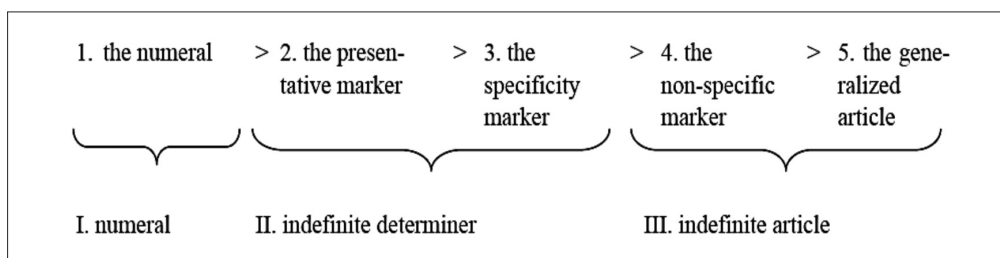 1. the numeral > 2. the presen- > 3. the > 4. the > 5. the gene-
tative marker specificity non-specific ralized
marker marker article
I. numeral II. indefinite determiner III. indefinite article